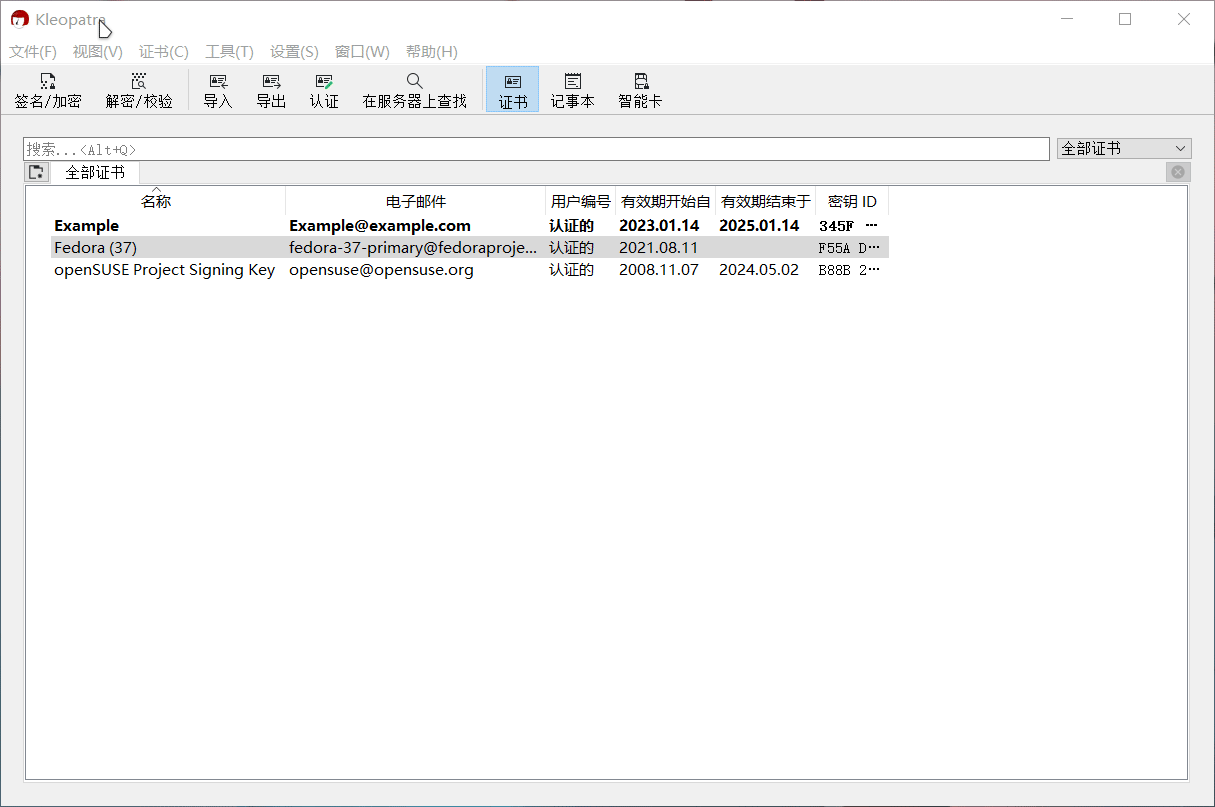 Kleopatra
文件(F) 视图(V) 证书(C) 工具(T) 设置(S) 窗口(W) 帮助(H)
签名/加密 解密/校验 导入 导出 认证 在服务器上查找 证书 记事本 智能卡
搜索...<Alt+Q> 全部证书
全部证书
名称 电子邮件 用户编号 有效期开始自 有效期结束于 密钥 ID
Example Example@example.com 认证的 2023.01.14 2025.01.14 345F …
Fedora (37) fedora-37-primary@fedoraproje... 认证的 2021.08.11 F55A D…
openSUSE Project Signing Key opensuse@opensuse.org 认证的 2008.11.07 2024.05.02 B88B 2…